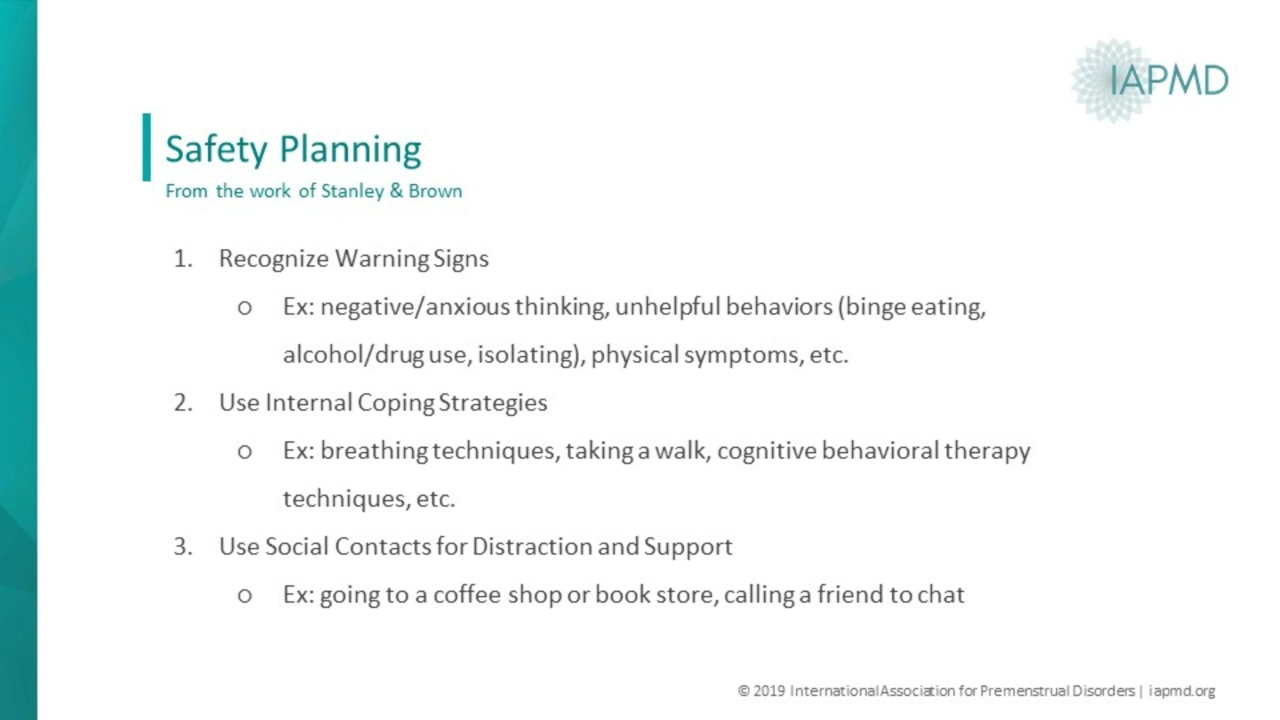 IAPMD
Safety Planning
From the work of Stanley & Brown
1. Recognize Warning Signs
○ Ex: negative/anxious thinking, unhelpful behaviors (binge eating,
alcohol/drug use, isolating), physical symptoms, etc.
2. Use Internal Coping Strategies
○ Ex: breathing techniques, taking a walk, cognitive behavioral therapy
techniques, etc.
3. Use Social Contacts for Distraction and Support
○ Ex: going to a coffee shop or book store, calling a friend to chat
© 2019 International Association for Premenstrual Disorders | iapmd.org